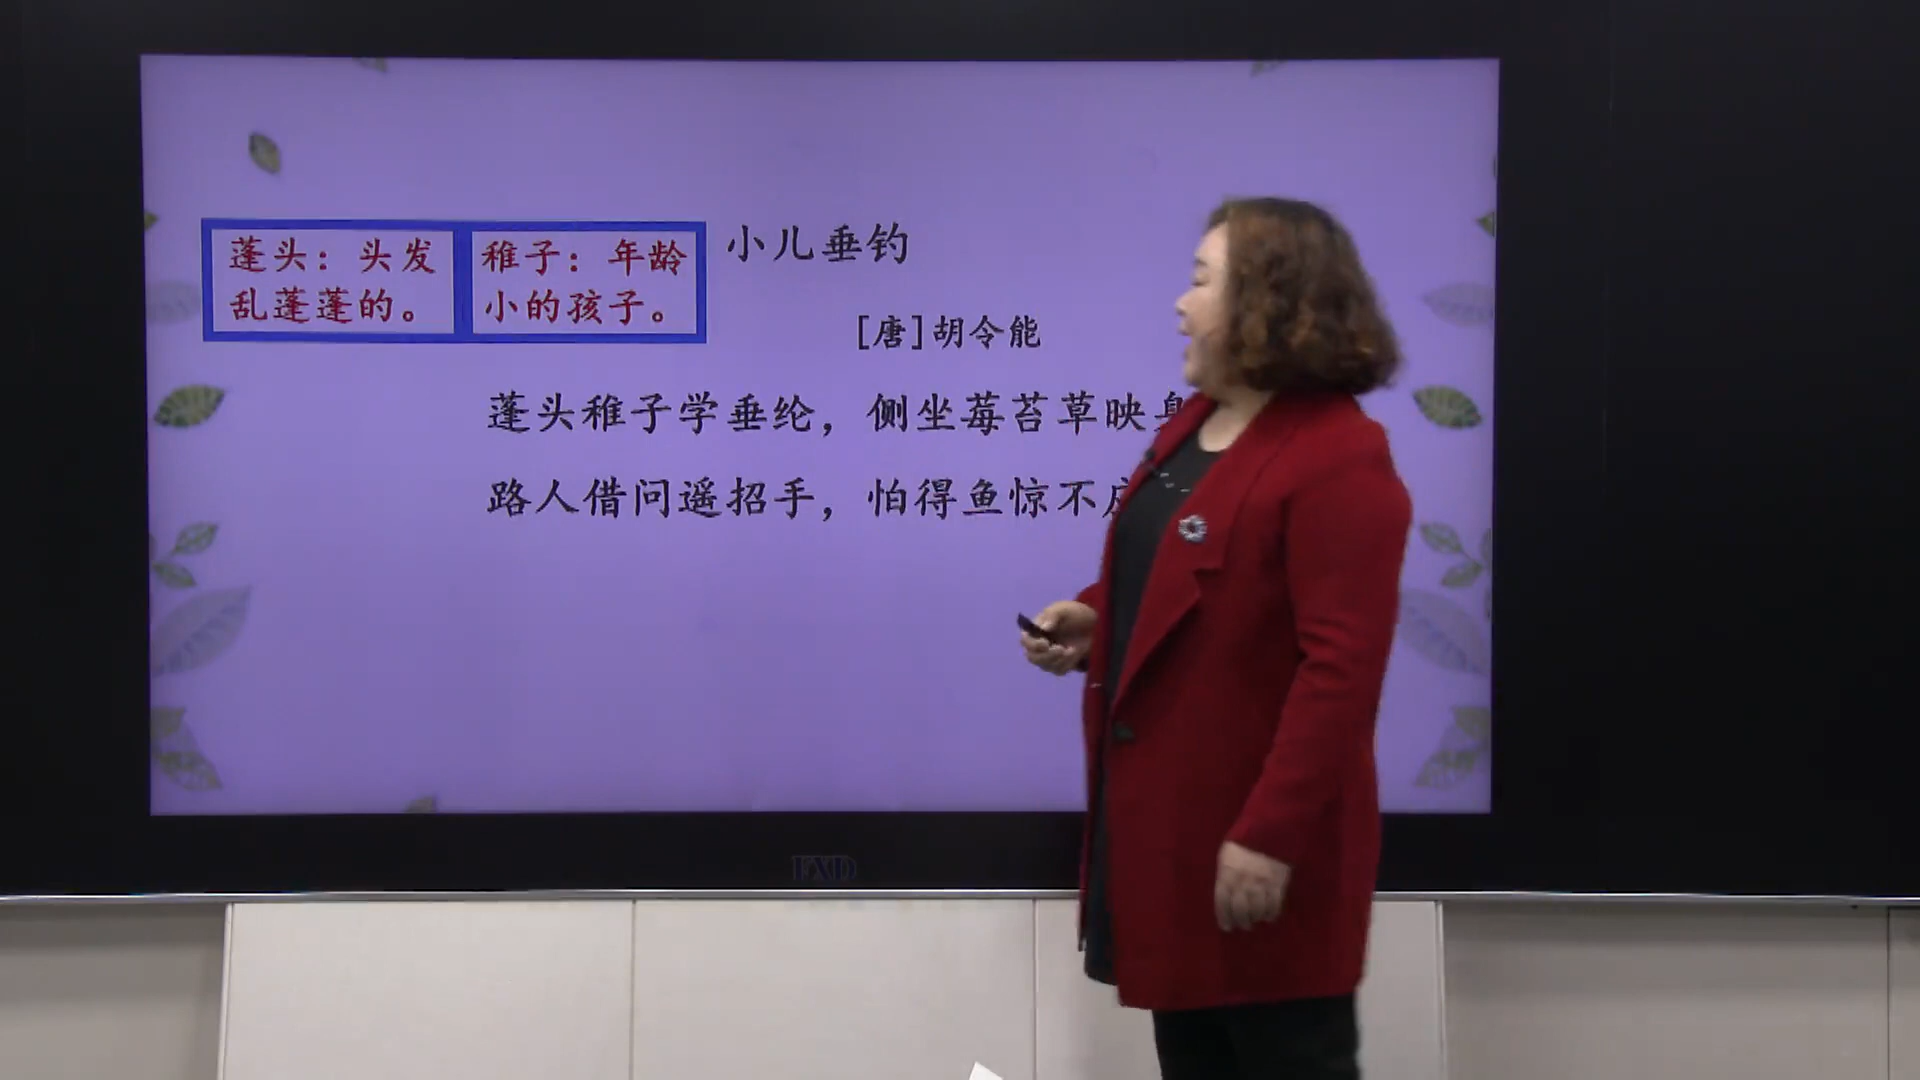 蓬头：头发
乱蓬蓬的。
稚子：年龄
小的孩子。
小儿垂钓
[唐]胡令能
蓬头稚子学垂纶，侧坐莓苔草映
路人借问遥招手，怕得鱼惊不